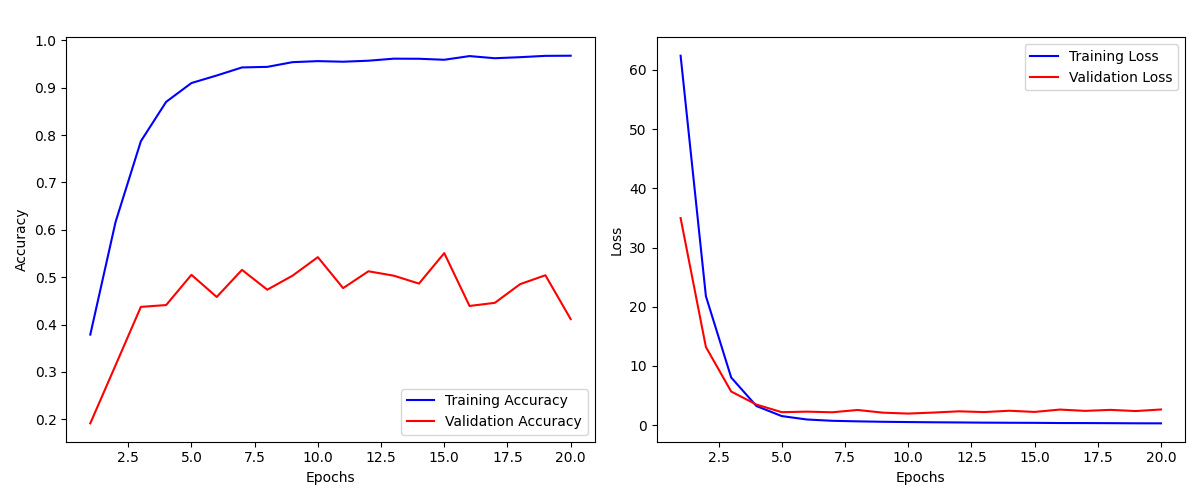 1.0
0.9
0.8
0.7
0.6
0.5
0.4
0.3
0.2
Accuracy
2.5 5.0 7.5 10.0 12.5 15.0 17.5 20.0
Epochs
Training Accuracy
Validation Accuracy
60
50
40
30
20
10
0
Loss
2.5 5.0 7.5 10.0 12.5 15.0 17.5 20.0
Epochs
Training Loss
Validation Loss